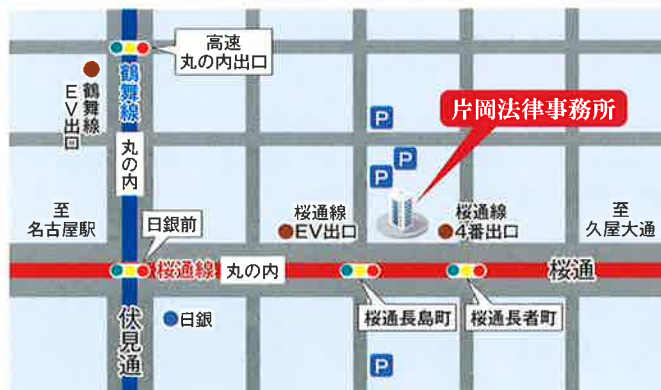 高速
丸の内出口
鶴舞線
鶴舞線
EV出口
P
片岡法律事務所
P
P
丸の内
至
名古屋駅
日銀前
桜通線
EV出口
桜通線
4番出口
至
久屋大通
桜通線
丸の内
桜通
伏見通
日銀
桜通長島町
桜通長者町
P